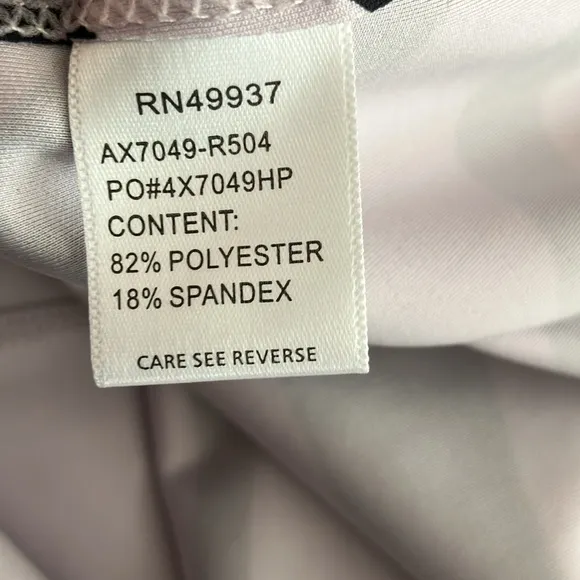 RN49937
AX7049-R504
PO#4X7049HP
CONTENT:
82% POLYESTER
18% SPANDEX
CARE SEE REVERSE